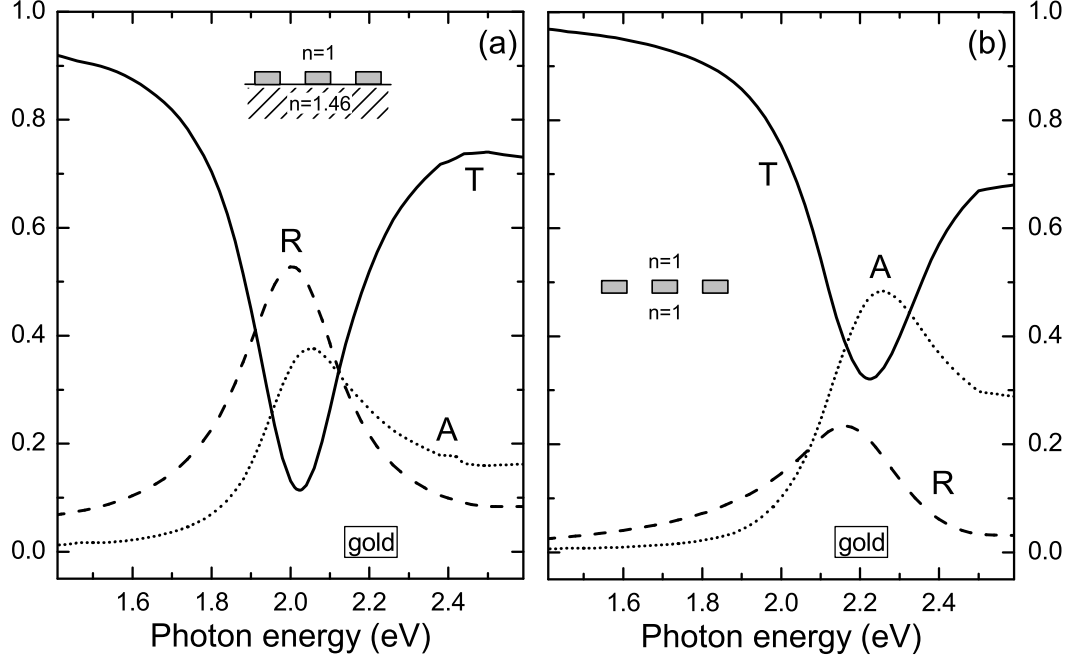 (a)
n=1
n=1.46
R
T
A
gold
1.0
0.8
0.6
0.4
0.2
0.0
1.6 1.8 2.0 2.2 2.4
Photon energy (eV)
(b)
T
n=1
n=1
A
R
gold
1.0
0.8
0.6
0.4
0.2
0.0
1.6 1.8 2.0 2.2 2.4
Photon energy (eV)